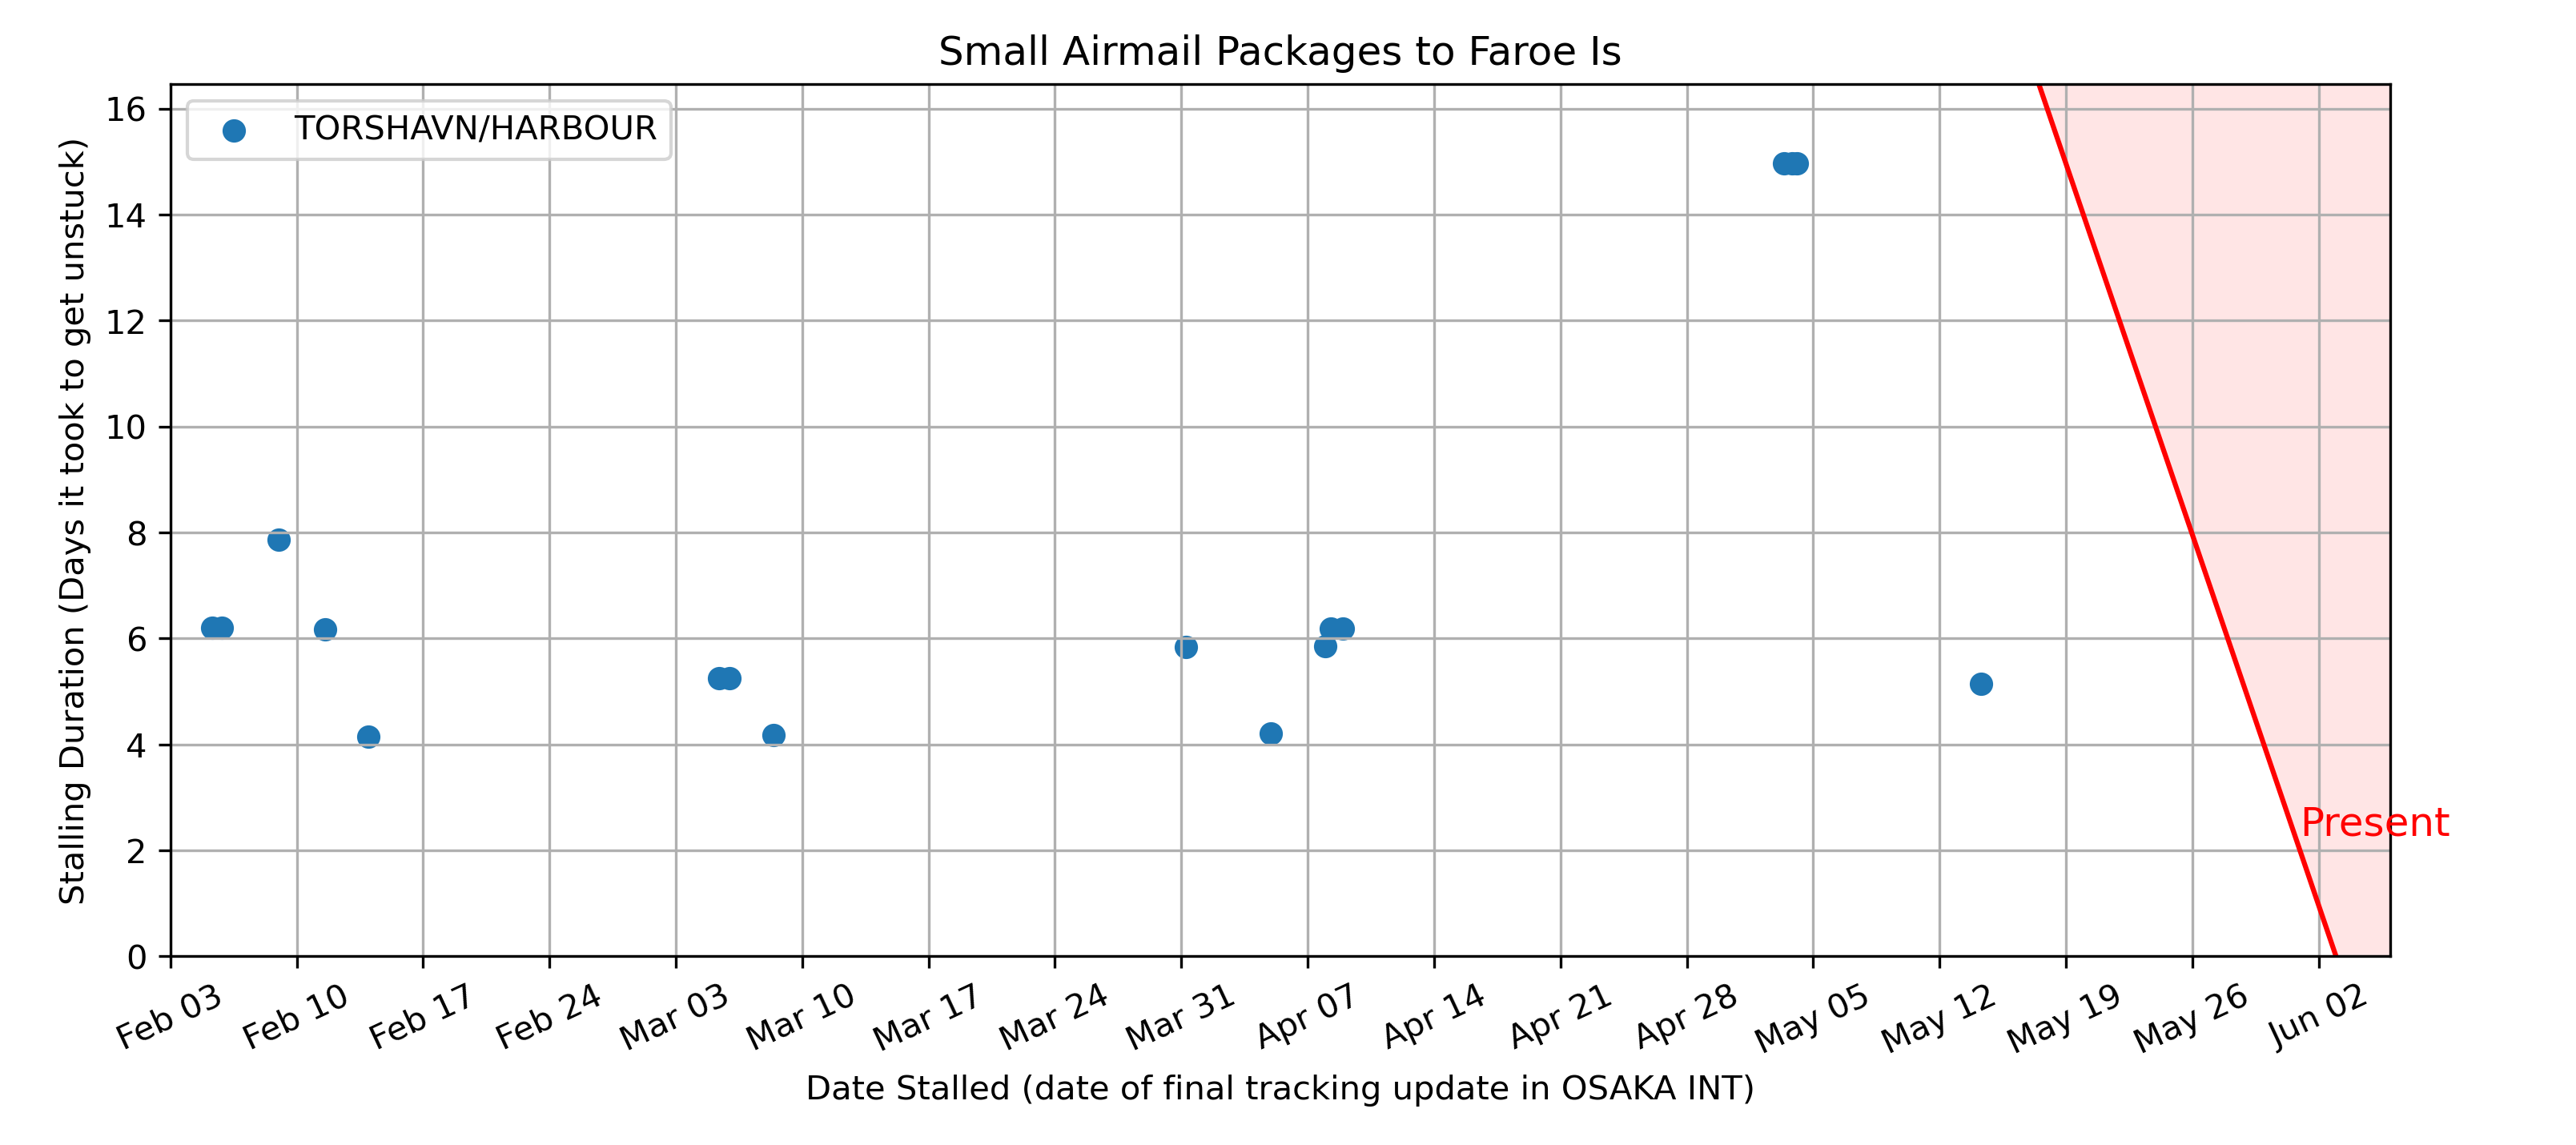 Small Airmail Packages to Faroe Is
TORSHAVN/HARBOUR
Stalling Duration (Days it took to get unstuck)
16
14
12
10
8
6
4
2
0
Present
Feb 03 Feb 10 Feb 17 Feb 24 Mar 03 Mar 10 Mar 17 Mar 24 Mar 31 Apr 07 Apr 14 Apr 21 Apr 28 May 05 May 12 May 19 May 26 Jun 02
Date Stalled (date of final tracking update in OSAKA INT)